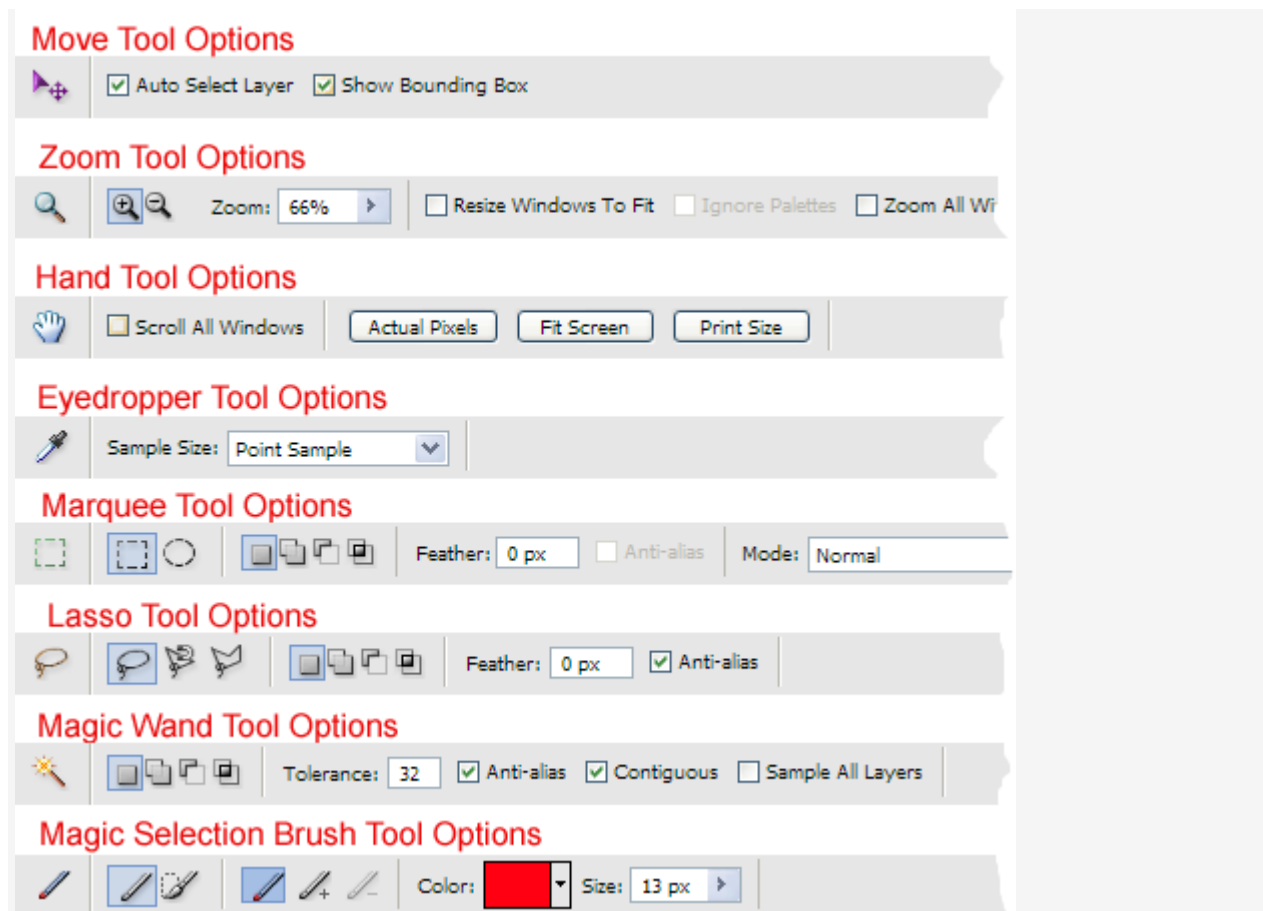 Move Tool Options
Auto Select Layer Show Bounding Box
Zoom Tool Options
Zoom: 66% Resize Windows To Fit Ignore Palettes Zoom All Wi
Hand Tool Options
Scroll All Windows Actual Pixels Fit Screen Print Size
Eyedropper Tool Options
Sample Size: Point Sample
Marquee Tool Options
Feather: 0 px Anti-alias Mode: Normal
Lasso Tool Options
Feather: 0 px Anti-alias
Magic Wand Tool Options
Tolerance: 32 Anti-alias Contiguous Sample All Layers
Magic Selection Brush Tool Options
Color: Size: 13 px